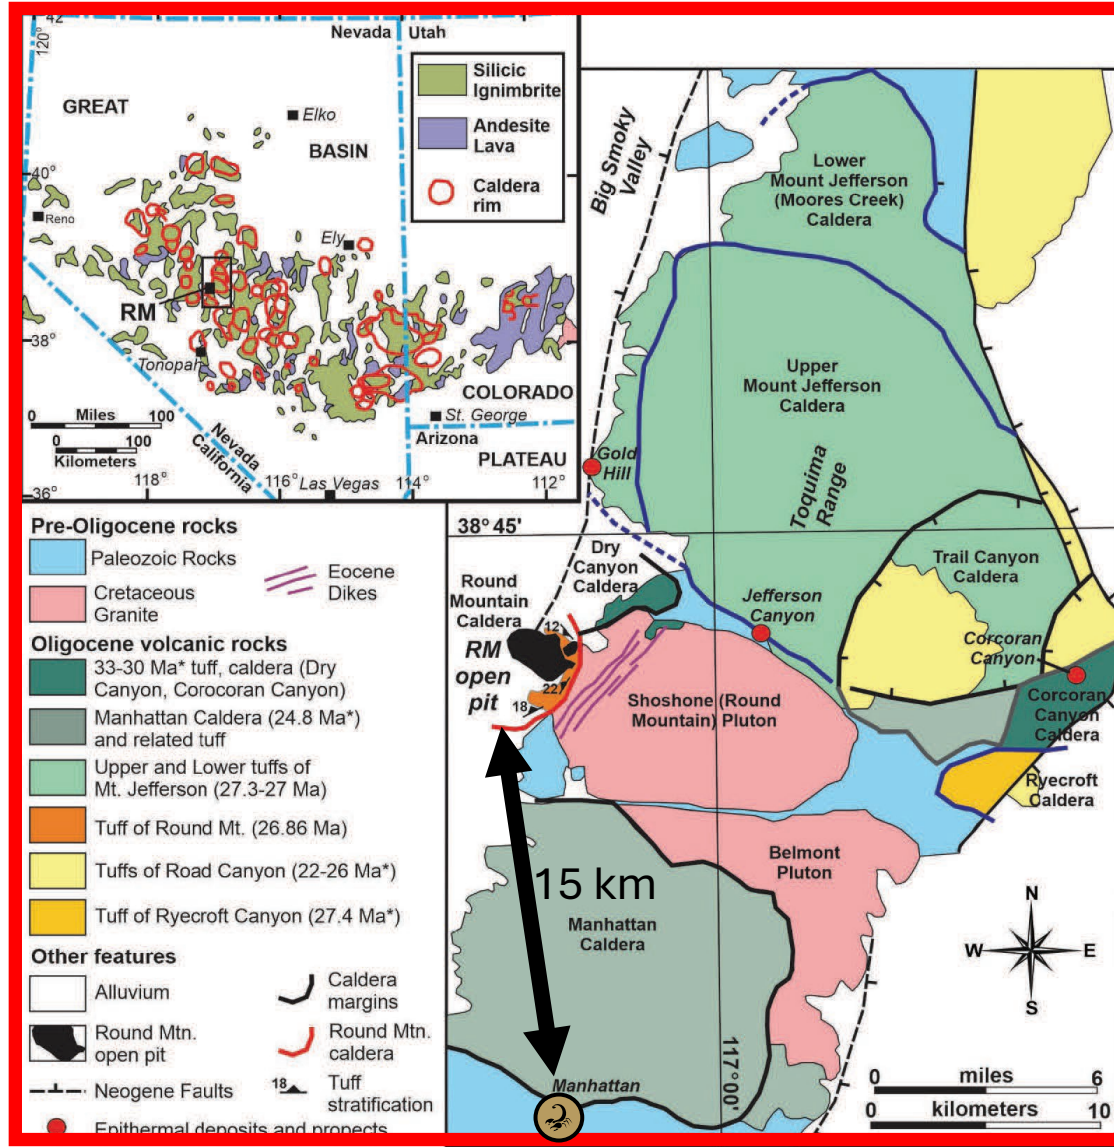 42
120°
Nevada
Utah
GREAT
BASIN
Elko
40°
Reno
Ely
RM
38°
Tonopah
COLORADO
St. George
Arizona
PLATEAU
Nevada
California
Las Vegas
36°
118°
116°
114°
112°
0 Miles 100
0 100
Kilometers
Silicic
Ignimbrite
Andesite
Lava
Caldera
rim
Pre-Oligocene rocks
Paleozoic Rocks
Cretaceous
Granite
Eocene
Dikes
Oligocene volcanic rocks
33-30 Ma* tuff, caldera (Dry
Canyon, Corocoran Canyon)
Manhattan Caldera (24.8 Ma*)
and related tuff
Upper and Lower tuffs of
Mt. Jefferson (27.3-27 Ma)
Tuff of Round Mt. (26.86 Ma)
Tuffs of Road Canyon (22-26 Ma*)
Tuff of Ryecroft Canyon (27.4 Ma*)
Other features
Alluvium
Caldera
margins
Round Mtn.
open pit
Round Mtn.
caldera
Neogene Faults
18
Tuff
stratification
Epithermal deposits and propects
Big Smoky
Valley
Lower
Mount Jefferson
(Moores Creek)
Caldera
Upper
Mount Jefferson
Caldera
Toquima
Range
Gold
Hill
38° 45'
Dry
Canyon
Caldera
Trail Canyon
Caldera
Round
Mountain
Caldera
Jefferson
Canyon
Corcoran
Canyon
12
RM
open
pit
22
18
Shoshone (Round
Mountain) Pluton
Corcoran
Canyon
Caldera
Ryecroft
Caldera
Belmont
Pluton
15 km
Manhattan
Caldera
N
W E
S
117° 00'
Manhattan
0 miles 6
0 kilometers 10